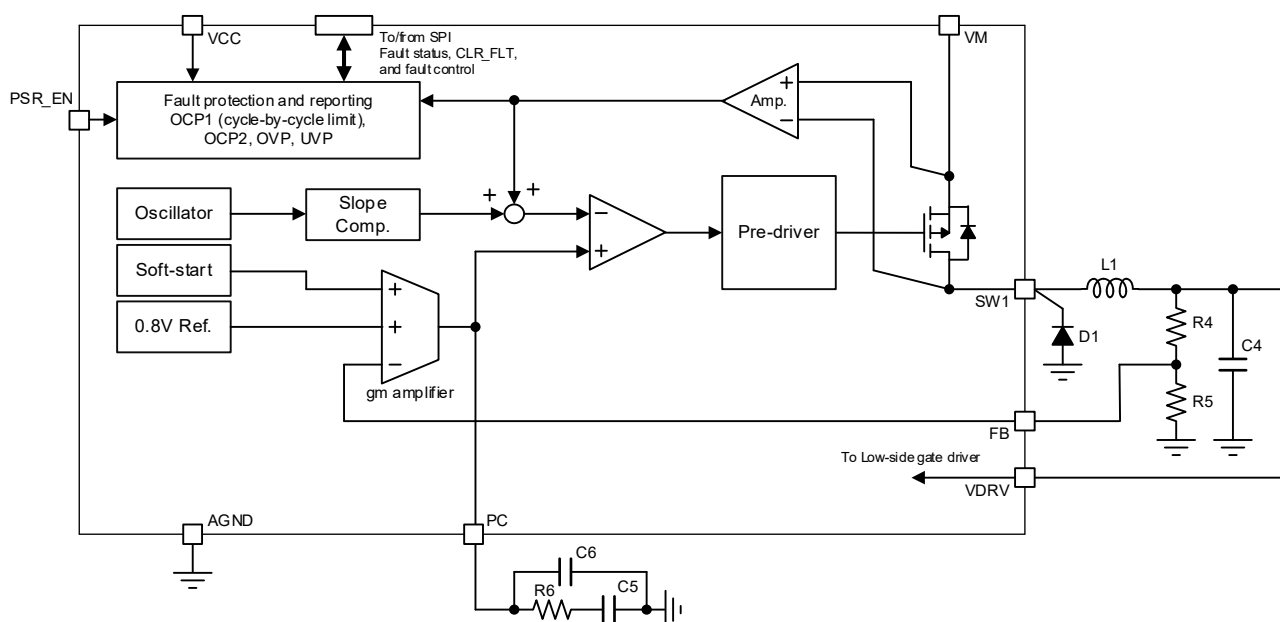 VCC
To/from SPI
Fault status, CLR_FLT,
and fault control
VM
PSR_EN
Fault protection and reporting
OCP1 (cycle-by-cycle limit),
OCP2, OVP, UVP
+
Amp.
−
Oscillator
Slope
Comp.
+
+
−
+
Pre-driver
Soft-start
0.8V Ref.
+
+
−
gm amplifier
SW1
L1
D1
R4
C4
R5
FB
To Low-side gate driver
VDRV
AGND
PC
C6
R6
C5